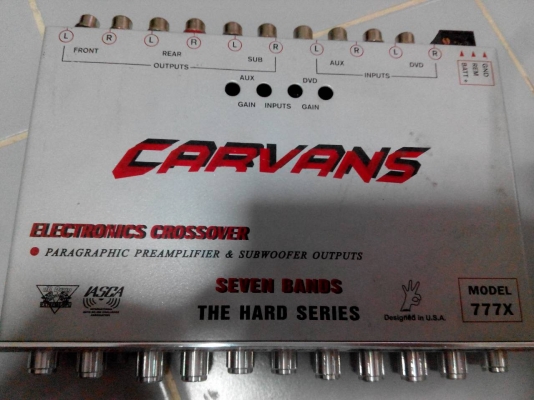 L R L R L R L R L R
FRONT REAR SUB AUX DVD
OUTPUTS INPUTS
GND
REM
BATT +
AUX DVD
GAIN INPUTS GAIN
CARVANS
ELECTRONICS CROSSOVER
PARAGRAPHIC PREAMPLIFIER & SUBWOOFER OUTPUTS
SEVEN BANDS
THE HARD SERIES
IASCA
Designed in U.S.A.
MODEL
777X